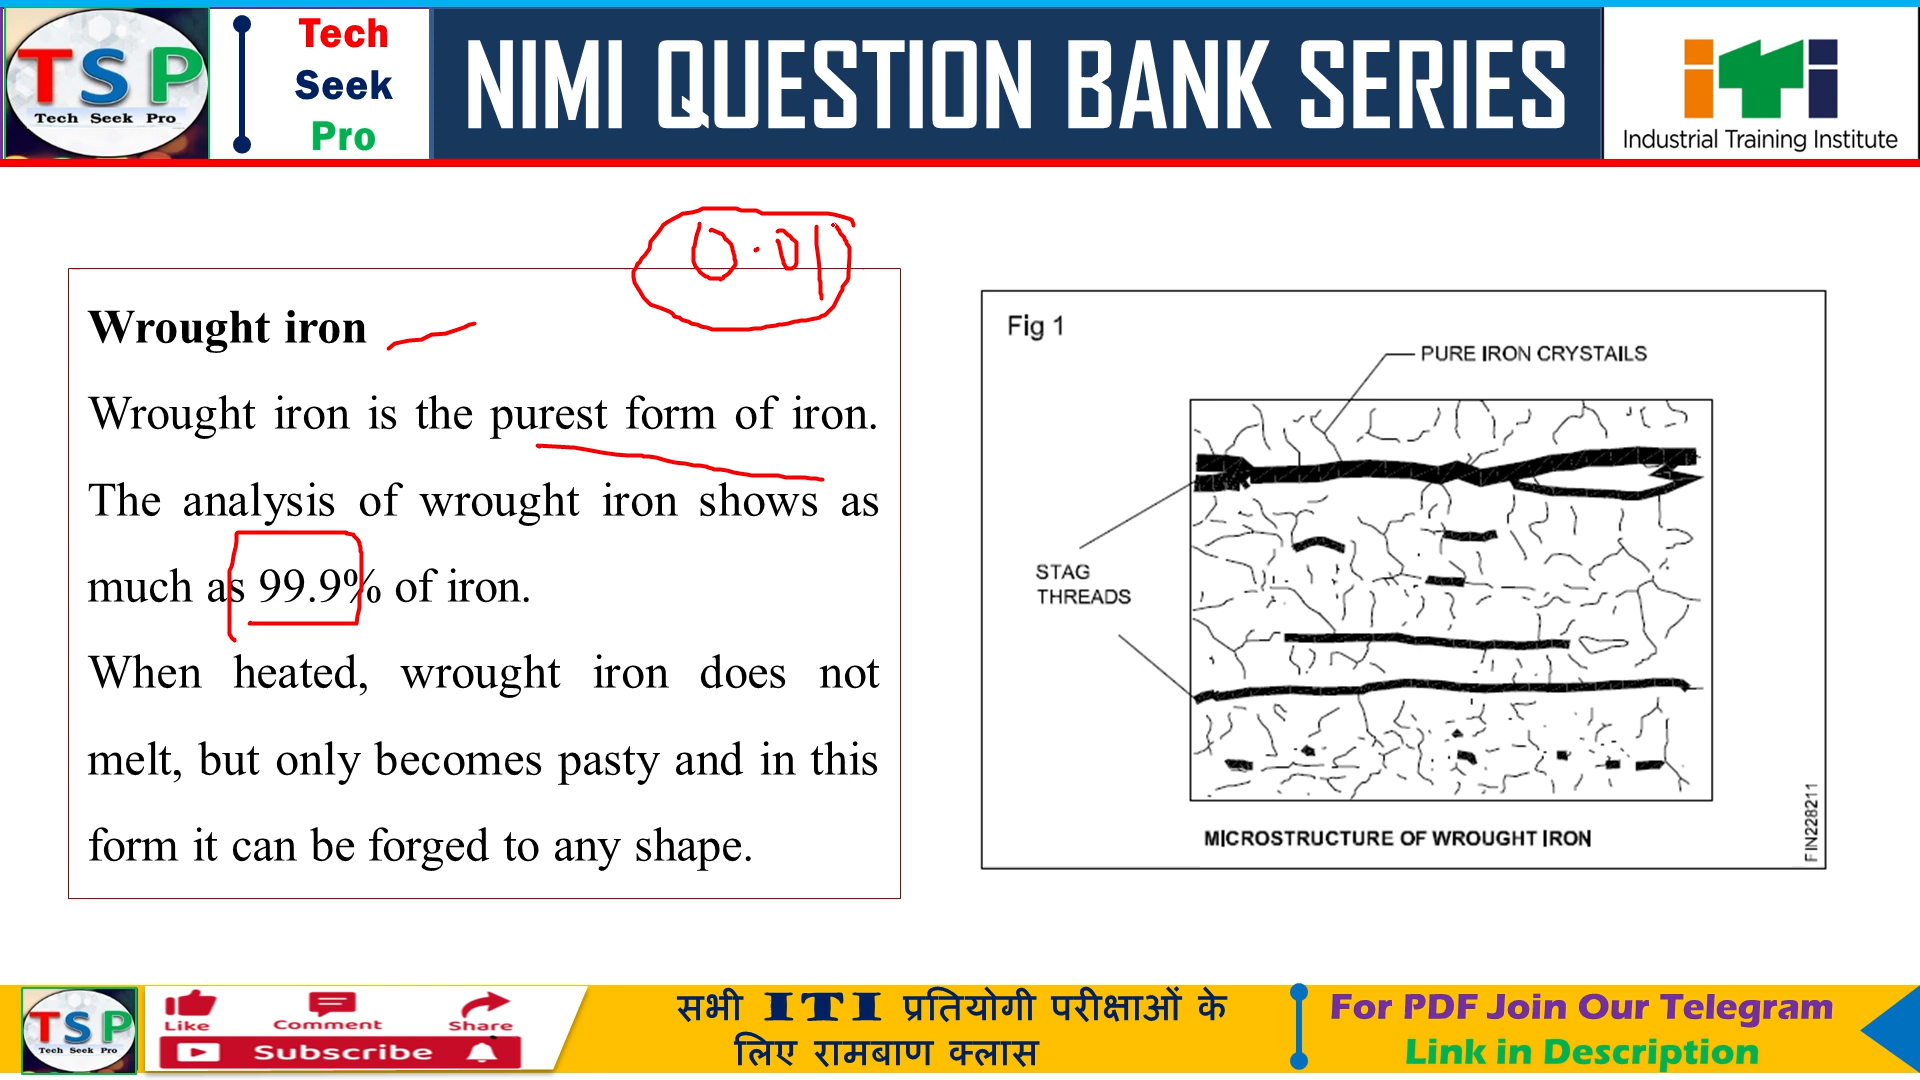 TSP
Tech Seek Pro
Tech
Seek
Pro
NIMI QUESTION BANK SERIES
iTi
Industrial Training Institute
0.01
Wrought iron
Wrought iron is the purest form of iron.
The analysis of wrought iron shows as
much as 99.9% of iron.
When heated, wrought iron does not
melt, but only becomes pasty and in this
form it can be forged to any shape.
Fig 1
PURE IRON CRYSTAILS
STAG
THREADS
MICROSTRUCTURE OF WROUGHT IRON
FIN228211
TSP
Tech Seek Pro
Like
Comment
Share
Subscribe
सभी ITI प्रतियोगी परीक्षाओं के
लिए रामबाण क्लास
For PDF Join Our Telegram
Link in Description